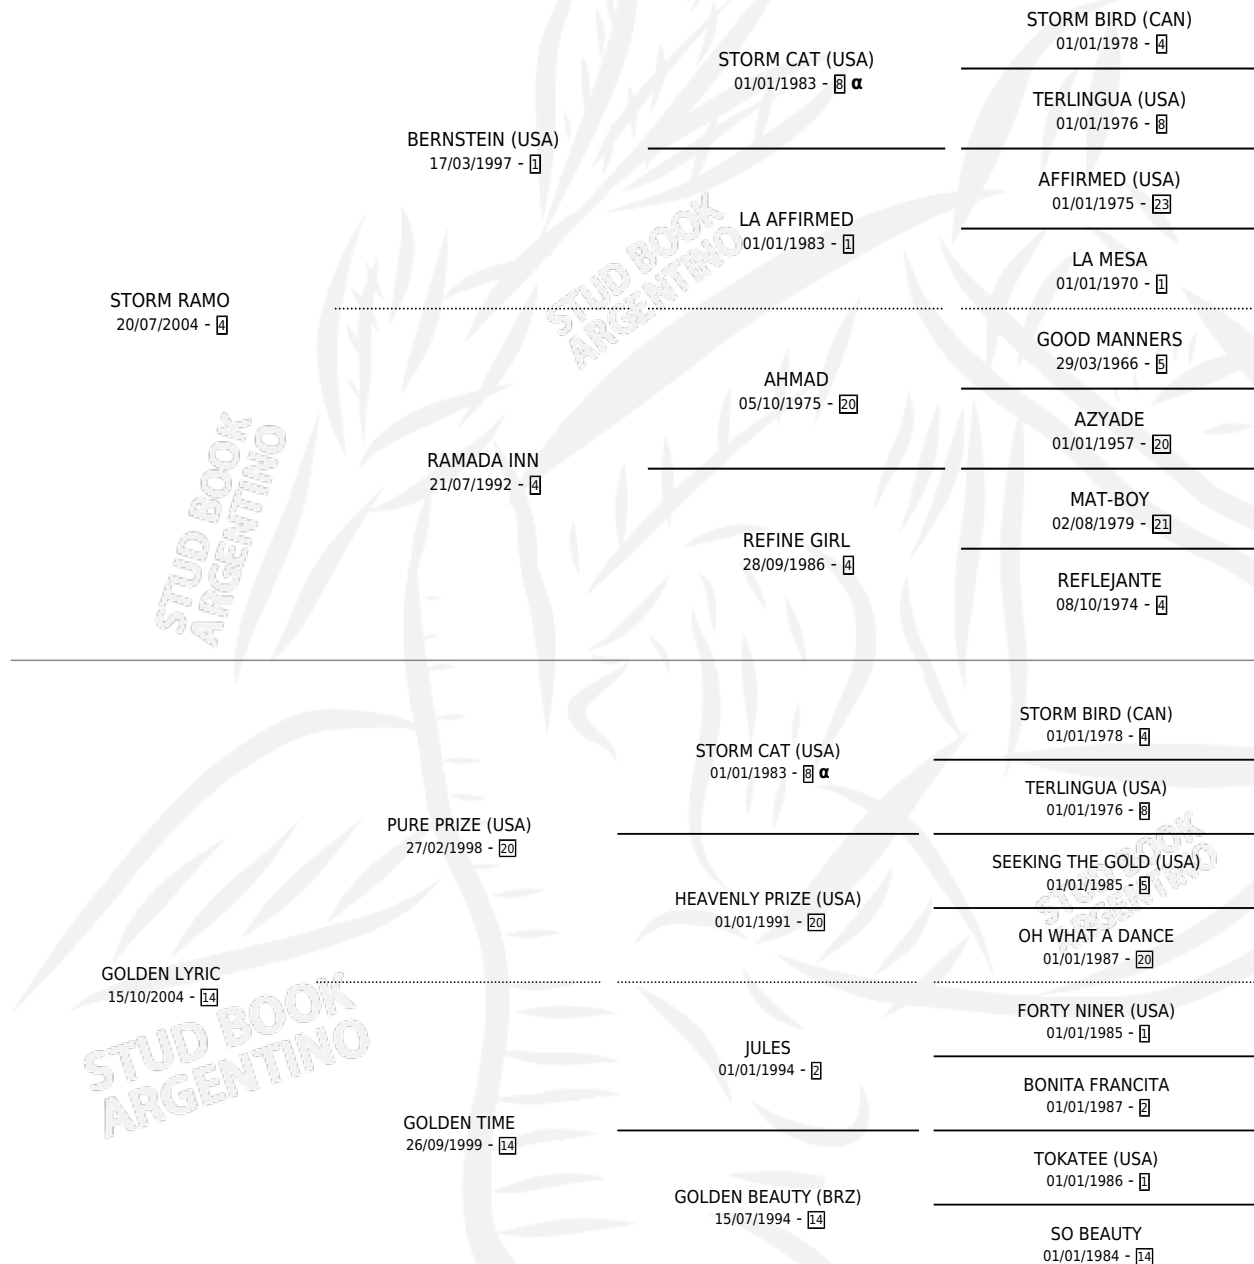 STORM BIRD (CAN)
01/01/1978 - 4
STORM CAT (USA)
01/01/1983 - 8 α
TERLINGUA (USA)
01/01/1976 - 8
BERNSTEIN (USA)
17/03/1997 - 1
AFFIRMED (USA)
01/01/1975 - 23
LA AFFIRMED
01/01/1983 - 1
LA MESA
01/01/1970 - 1
STORM RAMO
20/07/2004 - 4
GOOD MANNERS
29/03/1966 - 5
AHMAD
05/10/1975 - 20
AZYADE
01/01/1957 - 20
RAMADA INN
21/07/1992 - 4
MAT-BOY
02/08/1979 - 21
REFINE GIRL
28/09/1986 - 4
REFLEJANTE
08/10/1974 - 4
STORM BIRD (CAN)
01/01/1978 - 4
STORM CAT (USA)
01/01/1983 - 8 α
TERLINGUA (USA)
01/01/1976 - 8
PURE PRIZE (USA)
27/02/1998 - 20
SEEKING THE GOLD (USA)
01/01/1985 - 5
HEAVENLY PRIZE (USA)
01/01/1991 - 20
OH WHAT A DANCE
01/01/1987 - 20
GOLDEN LYRIC
15/10/2004 - 14
FORTY NINER (USA)
01/01/1985 - 1
JULES
01/01/1994 - 2
BONITA FRANCITA
01/01/1987 - 2
GOLDEN TIME
26/09/1999 - 14
TOKATEE (USA)
01/01/1986 - 1
GOLDEN BEAUTY (BRZ)
15/07/1994 - 14
SO BEAUTY
01/01/1984 - 14
STUD BOOK
ARGENTINO
STUD BOOK
ARGENTINO
STUD BOOK
ARGENTINO
STUD BOOK
ARGENTINO